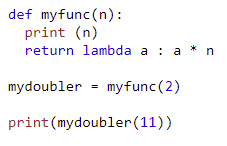 def myfunc(n):
  print (n)
  return lambda a : a * n
mydoubler = myfunc(2)
print(mydoubler(11))